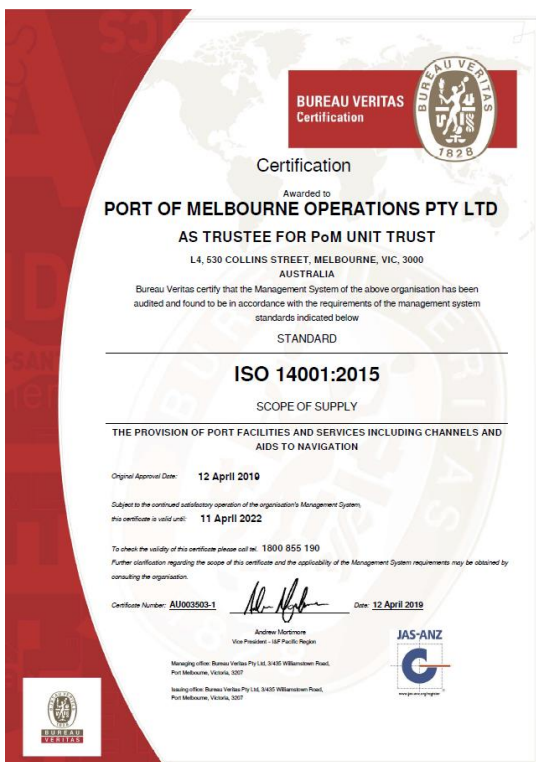 BUREAU VERITAS
Certification
BUREAU VERITAS
1828
Certification
Awarded to
PORT OF MELBOURNE OPERATIONS PTY LTD
AS TRUSTEE FOR PoM UNIT TRUST
L4, 530 COLLINS STREET, MELBOURNE, VIC, 3000
AUSTRALIA
Bureau Veritas certify that the Management System of the above organisation has been
audited and found to be in accordance with the requirements of the management system
standards indicated below
STANDARD
ISO 14001:2015
SCOPE OF SUPPLY
THE PROVISION OF PORT FACILITIES AND SERVICES INCLUDING CHANNELS AND
AIDS TO NAVIGATION
Original Approval Date: 12 April 2019
Subject to the continued satisfactory operation of the organisation's Management System,
this certificate is valid until: 11 April 2022
To check the validity of this certificate please call tel. 1800 855 190
Further clarification regarding the scope of this certificate and the applicability of the Management System requirements may be obtained by
consulting the organisation.
Certificate Number: AU003503-1 Date: 12 April 2019
Andrew Mortimore
Vice President - I&F Pacific Region
JAS-ANZ
C
www.jas-anz.org/register
Managing office: Bureau Veritas Pty Ltd, 3/435 Williamstown Road,
Port Melbourne, Victoria, 3207
Issuing office: Bureau Veritas Pty Ltd, 3/435 Williamstown Road,
Port Melbourne, Victoria, 3207
BUREAU
VERITAS